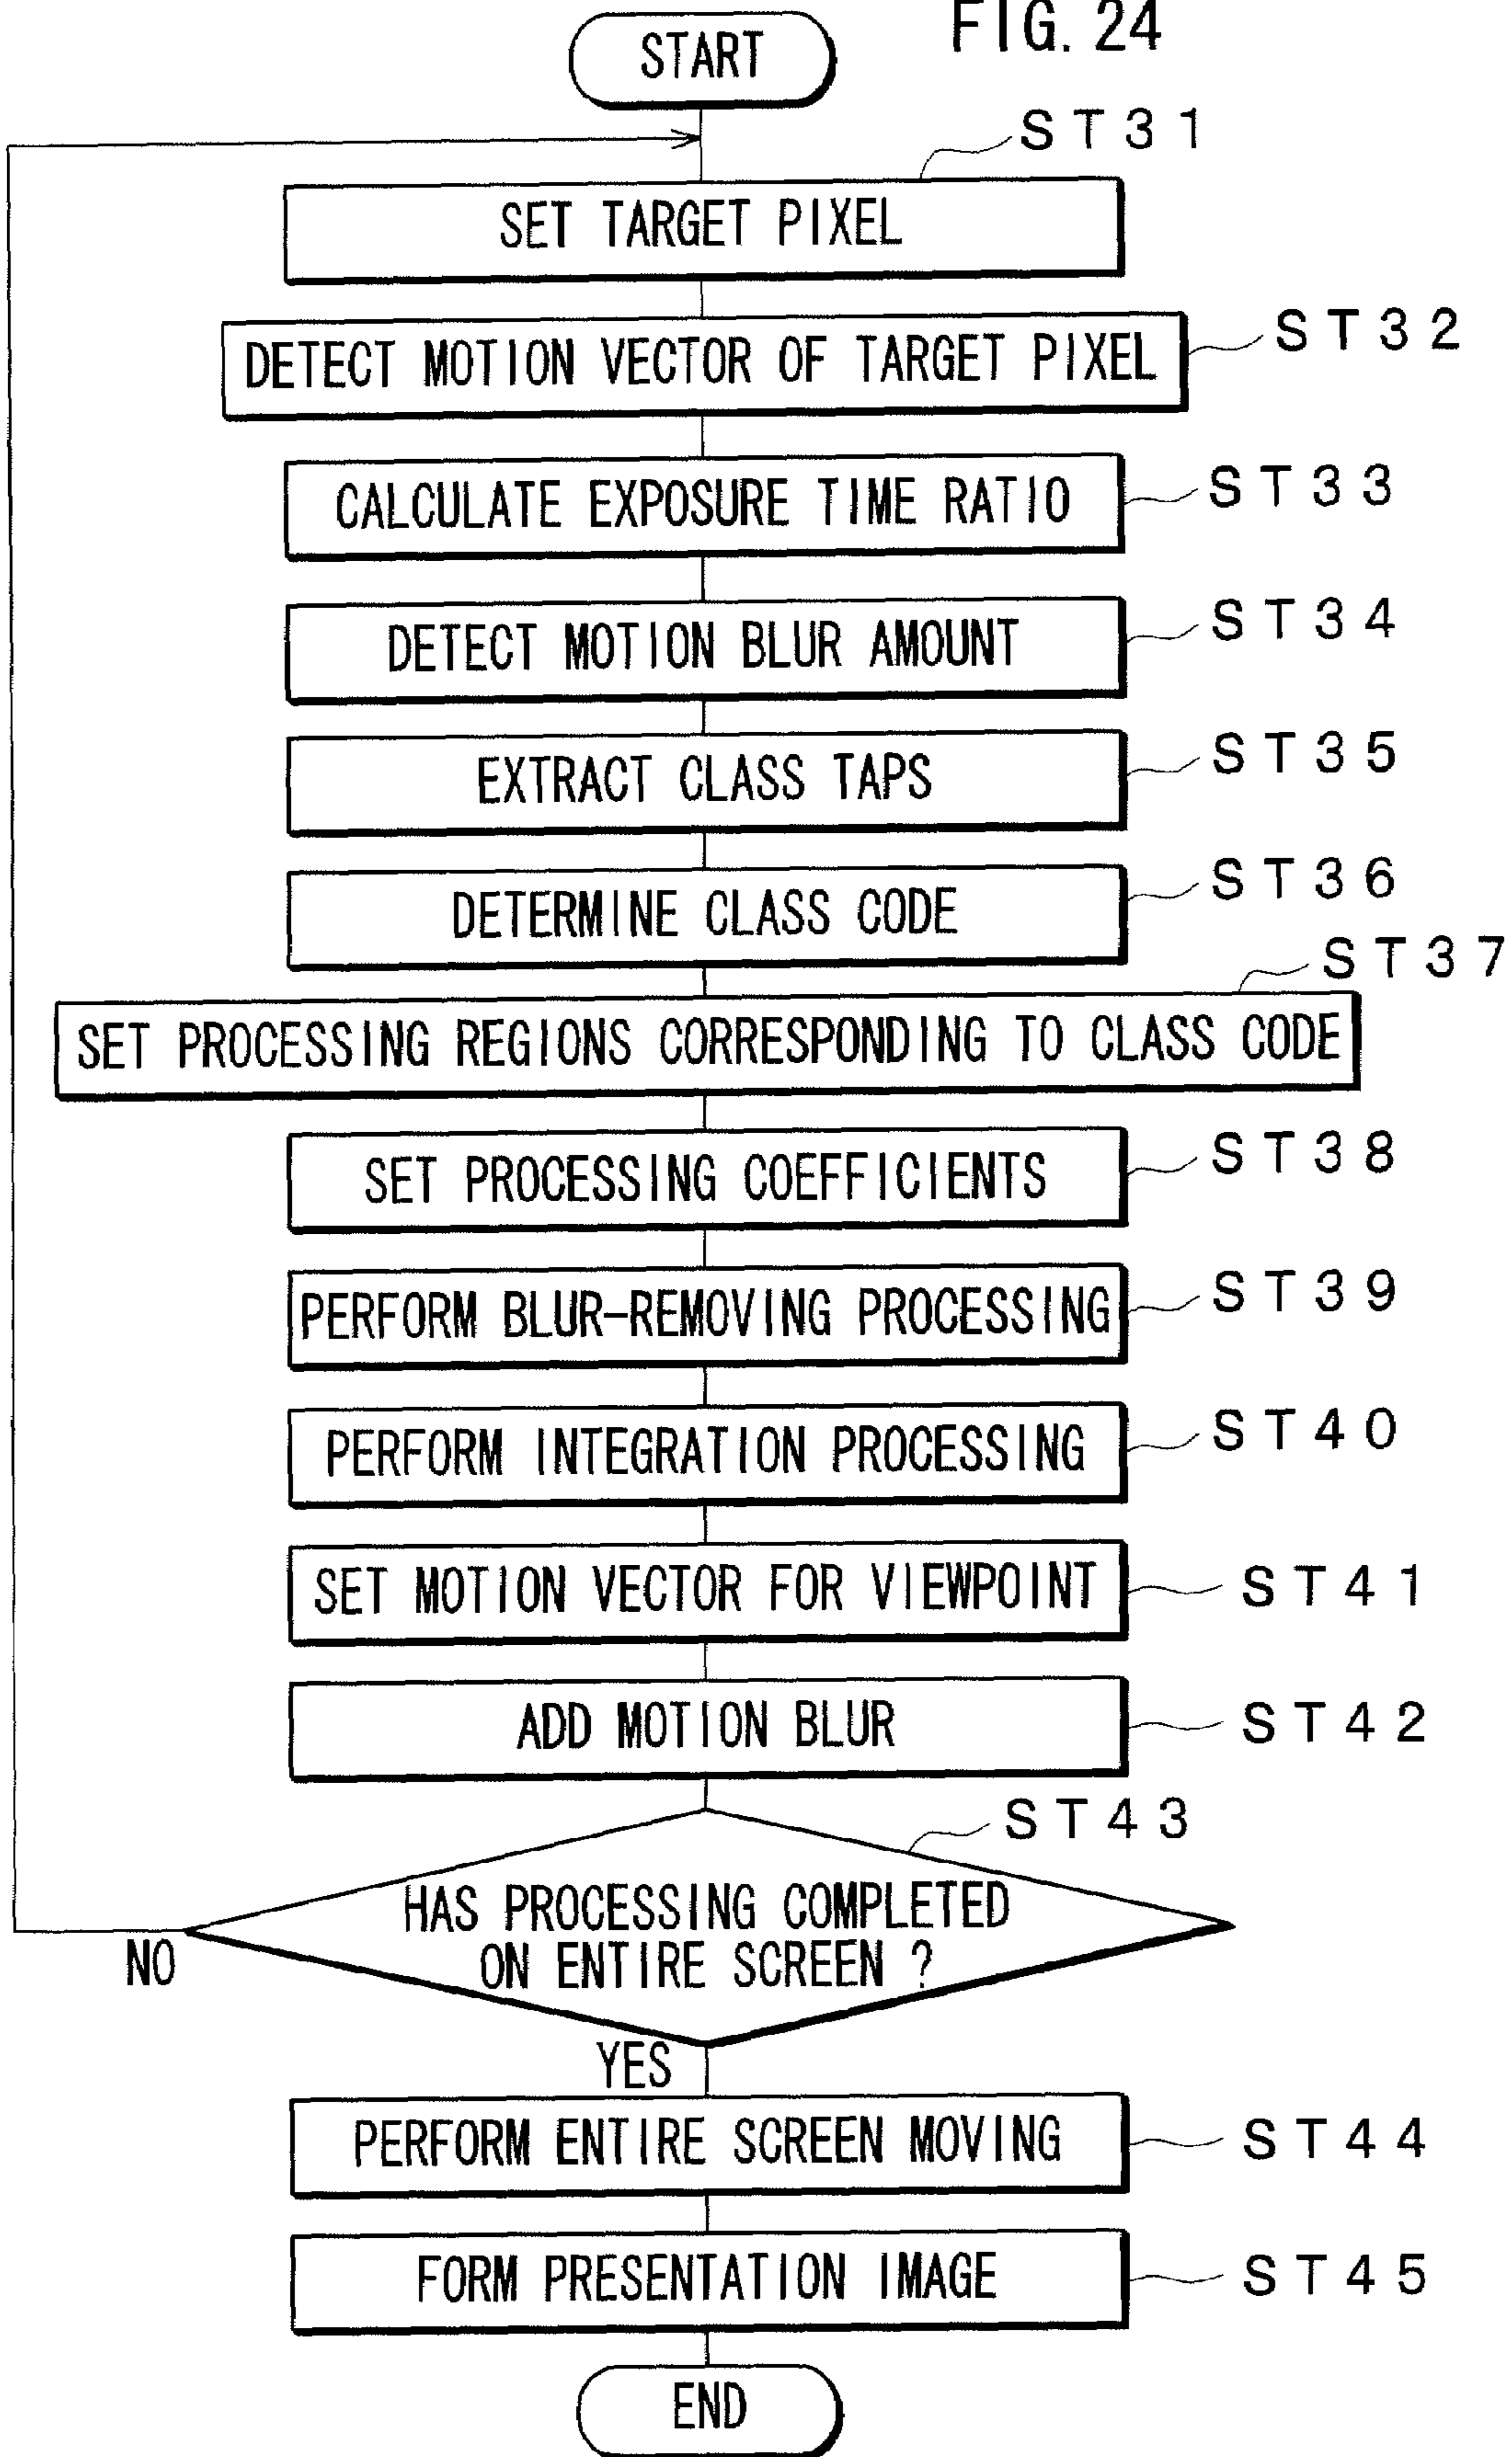 FIG. 24
START
ST31
SET TARGET PIXEL
DETECT MOTION VECTOR OF TARGET PIXEL
ST32
CALCULATE EXPOSURE TIME RATIO
ST33
DETECT MOTION BLUR AMOUNT
ST34
EXTRACT CLASS TAPS
ST35
DETERMINE CLASS CODE
ST36
ST37
SET PROCESSING REGIONS CORRESPONDING TO CLASS CODE
SET PROCESSING COEFFICIENTS
ST38
PERFORM BLUR-REMOVING PROCESSING
ST39
PERFORM INTEGRATION PROCESSING
ST40
SET MOTION VECTOR FOR VIEWPOINT
ST41
ADD MOTION BLUR
ST42
ST43
HAS PROCESSING COMPLETED
ON ENTIRE SCREEN ?
NO
YES
PERFORM ENTIRE SCREEN MOVING
ST44
FORM PRESENTATION IMAGE
ST45
END